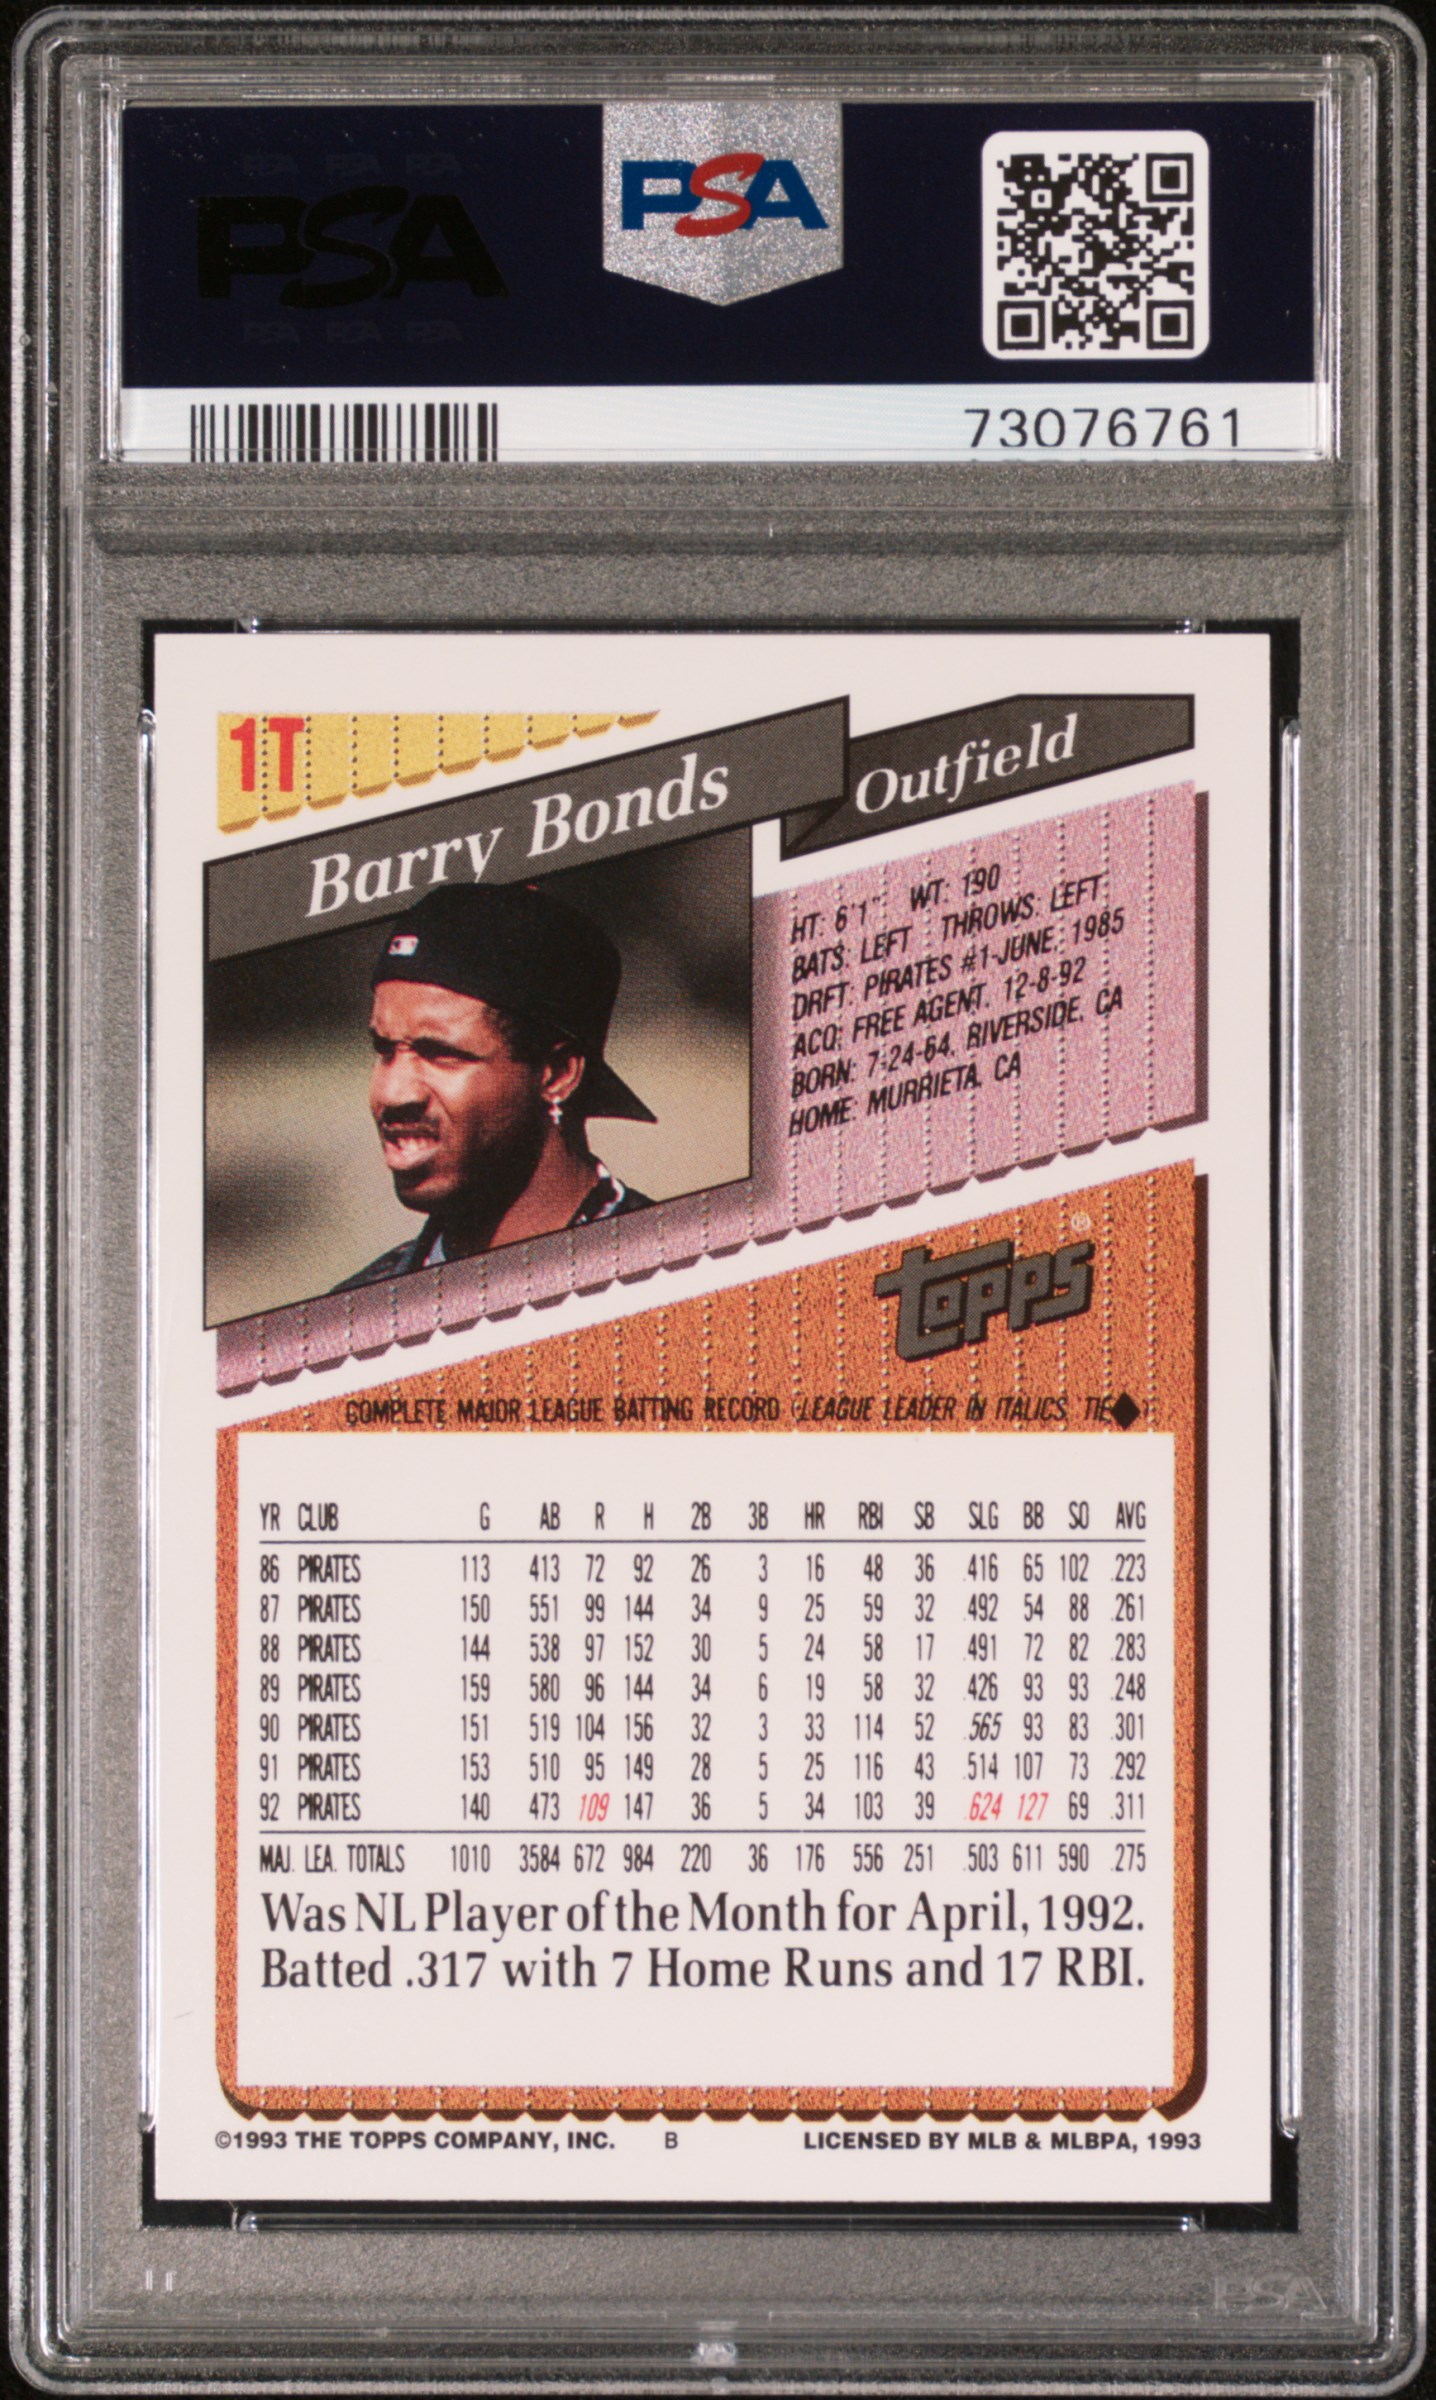 PSA PSA PSA
PSA
PSA PSA PSA
PSA
73076761
1T
Barry Bonds
Outfield
HT: 6'1" WT: 190
BATS: LEFT THROWS: LEFT
DRFT: PIRATES #1-JUNE, 1985
ACQ: FREE AGENT, 12-8-92
BORN: 7-24-64, RIVERSIDE, CA
HOME: MURRIETA, CA
Topps®
COMPLETE MAJOR LEAGUE BATTING RECORD (LEAGUE LEADER IN ITALICS, TIE◆)
YR CLUB G AB R H 2B 3B HR RBI SB SLG BB SO AVG
86 PIRATES 113 413 72 92 26 3 16 48 36 .416 65 102 .223
87 PIRATES 150 551 99 144 34 9 25 59 32 .492 54 88 .261
88 PIRATES 144 538 97 152 30 5 24 58 17 .491 72 82 .283
89 PIRATES 159 580 96 144 34 6 19 58 32 .426 93 93 .248
90 PIRATES 151 519 104 156 32 3 33 114 52 .565 93 83 .301
91 PIRATES 153 510 95 149 28 5 25 116 43 .514 107 73 .292
92 PIRATES 140 473 109 147 36 5 34 103 39 .624 127 69 .311
MAJ. LEA. TOTALS 1010 3584 672 984 220 36 176 556 251 .503 611 590 .275
Was NL Player of the Month for April, 1992.
Batted .317 with 7 Home Runs and 17 RBI.
©1993 THE TOPPS COMPANY, INC. B LICENSED BY MLB & MLBPA, 1993
PSA